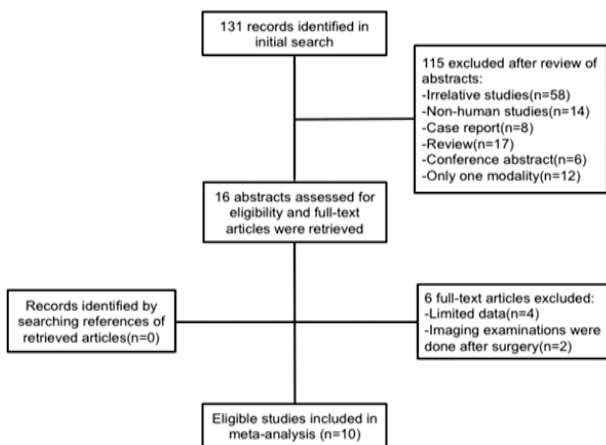 131 records identified in
initial search
115 excluded after review of
abstracts:
-Irrelative studies(n=58)
-Non-human studies(n=14)
-Case report(n=8)
-Review(n=17)
-Conference abstract(n=6)
-Only one modality(n=12)
16 abstracts assessed for
eligibility and full-text
articles were retrieved
Records identified by
searching references of
retrieved articles(n=0)
6 full-text articles excluded:
-Limited data(n=4)
-Imaging examinations were
done after surgery(n=2)
Eligible studies included in
meta-analysis (n=10)